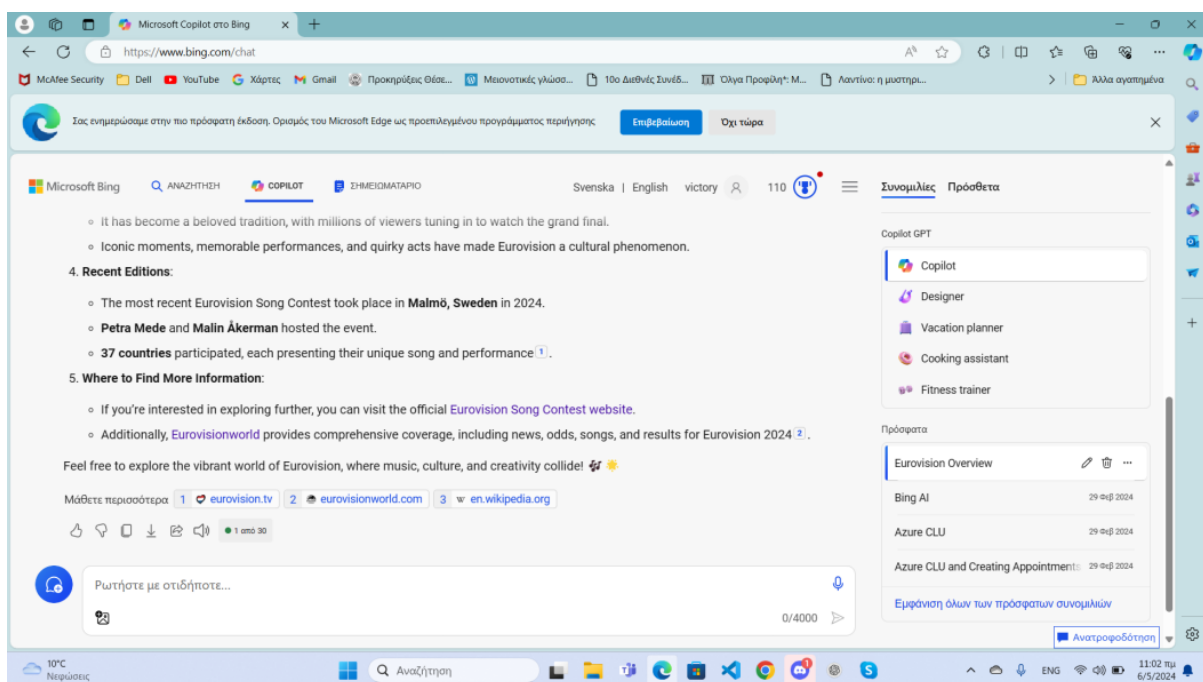 Microsoft Copilot στο Bing
https://www.bing.com/chat
McAfee Security Dell YouTube Χάρτες Gmail Προκηρύξεις Θέσε... Μειονοτικές γλώσσ... 10ο Διεθνές Συνέδ... Όλγα Προφίλη*: Μ... Λαντίνο: η μυστηρι... Άλλα αγαπημένα
Σας ενημερώσαμε στην πιο πρόσφατη έκδοση. Ορισμός του Microsoft Edge ως προεπιλεγμένου προγράμματος περιήγησης Επιβεβαίωση Όχι τώρα
Microsoft Bing ΑΝΑΖΗΤΗΣΗ COPILOT ΣΗΜΕΙΩΜΑΤΑΡΙΟ Svenska | English victory 110
It has become a beloved tradition, with millions of viewers tuning in to watch the grand final.
Iconic moments, memorable performances, and quirky acts have made Eurovision a cultural phenomenon.
4. Recent Editions:
The most recent Eurovision Song Contest took place in Malmö, Sweden in 2024.
Petra Mede and Malin Åkerman hosted the event.
37 countries participated, each presenting their unique song and performance 1.
5. Where to Find More Information:
If you're interested in exploring further, you can visit the official Eurovision Song Contest website.
Additionally, Eurovisionworld provides comprehensive coverage, including news, odds, songs, and results for Eurovision 2024 2.
Feel free to explore the vibrant world of Eurovision, where music, culture, and creativity collide!
Μάθετε περισσότερα 1 eurovision.tv 2 eurovisionworld.com 3 w en.wikipedia.org
1 από 30
Ρωτήστε με οτιδήποτε...
0/4000
Συνομιλίες Πρόσθετα
Copilot GPT
Copilot
Designer
Vacation planner
Cooking assistant
Fitness trainer
Πρόσφατα
Eurovision Overview
Bing AI 29 Φεβ 2024
Azure CLU 29 Φεβ 2024
Azure CLU and Creating Appointments 29 Φεβ 2024
Εμφάνιση όλων των πρόσφατων συνομιλιών
Ανατροφοδότηση
10°C
Νεφώσεις
Αναζήτηση
ENG
11:02 πμ
6/5/2024